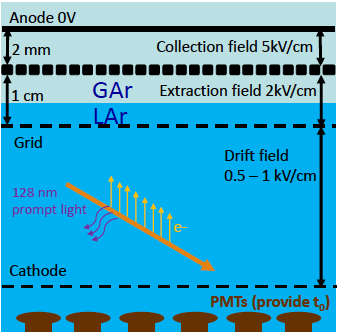 Anode 0V
2 mm
Collection field 5kV/cm
GAr
Extraction field 2kV/cm
1 cm
LAr
Grid
Drift field
0.5 – 1 kV/cm
128 nm
prompt light
e-
Cathode
PMTs (provide t0)